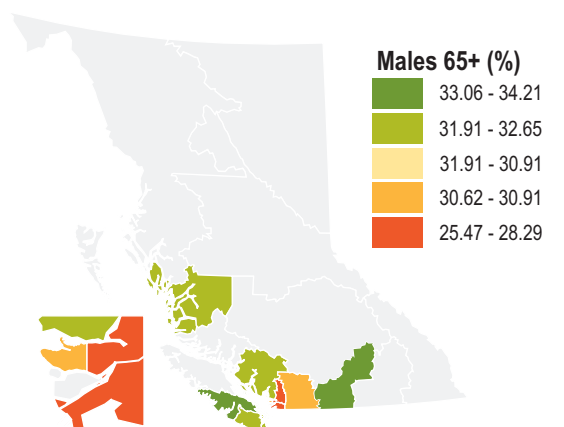 Males 65+ (%)
33.06 - 34.21
31.91 - 32.65
31.91 - 30.91
30.62 - 30.91
25.47 - 28.29